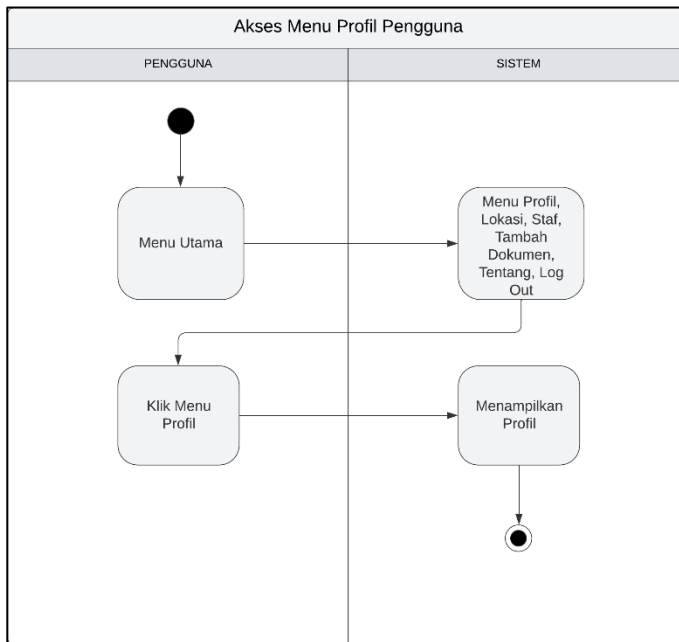 Akses Menu Profil Pengguna
PENGGUNA
SISTEM
Menu Utama
Menu Profil,
Lokasi, Staf,
Tambah
Dokumen,
Tentang, Log
Out
Klik Menu
Profil
Menampilkan
Profil